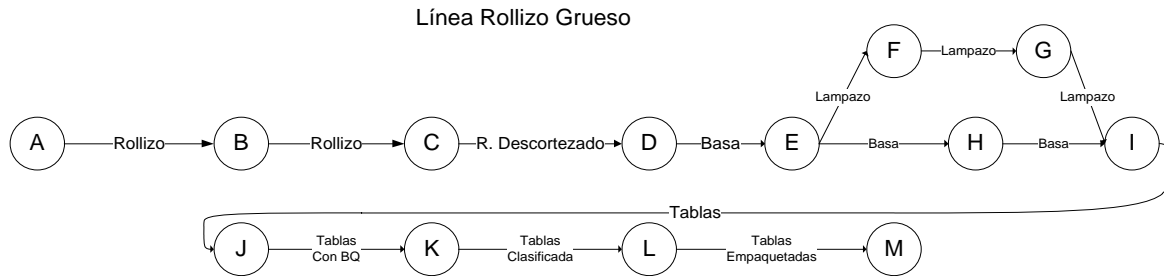 Línea Rollizo Grueso
F
Lampazo
G
Lampazo
Lampazo
A
Rollizo
B
Rollizo
C
R. Descortezado
D
Basa
E
Basa
H
Basa
I
Tablas
J
Tablas
Con BQ
K
Tablas
Clasificada
L
Tablas
Empaquetadas
M